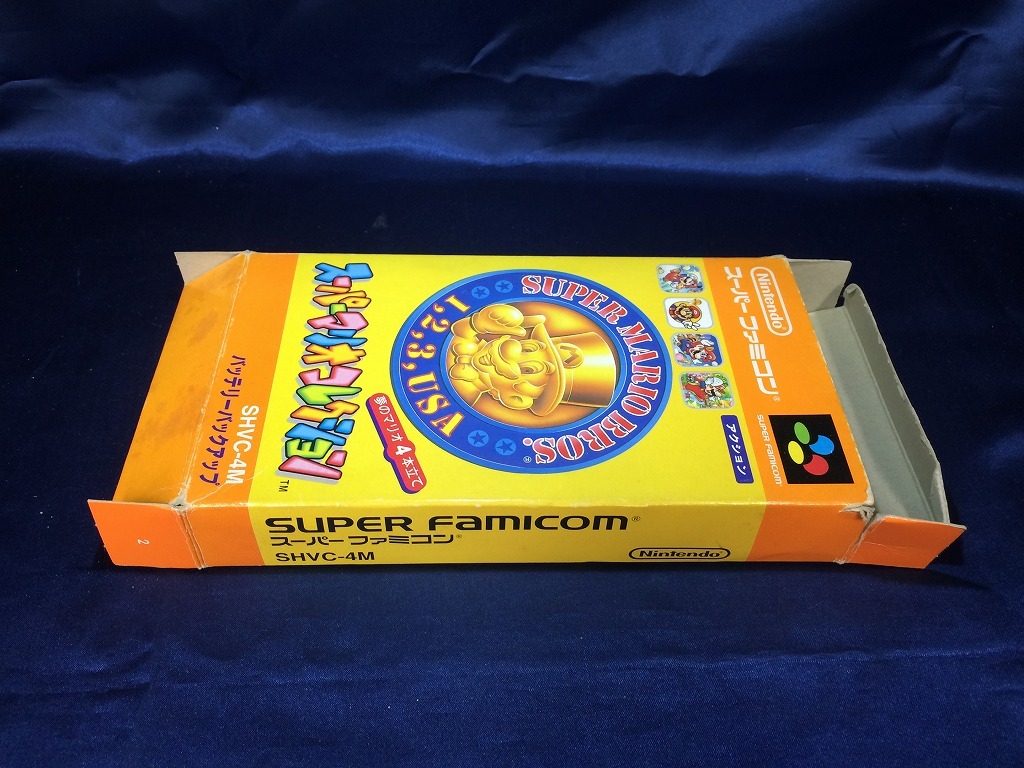 Nintendo
スーパーファミコン®
SUPER FAMICOM
アクション
SUPER MARIO BROS.®
1, 2, 3, USA
夢のマリオ4本立て
スーパーマリオコレクション™
SHVC-4M
バッテリーバックアップ
2
SUPER FAMICOM®
スーパーファミコン®
SHVC-4M
Nintendo